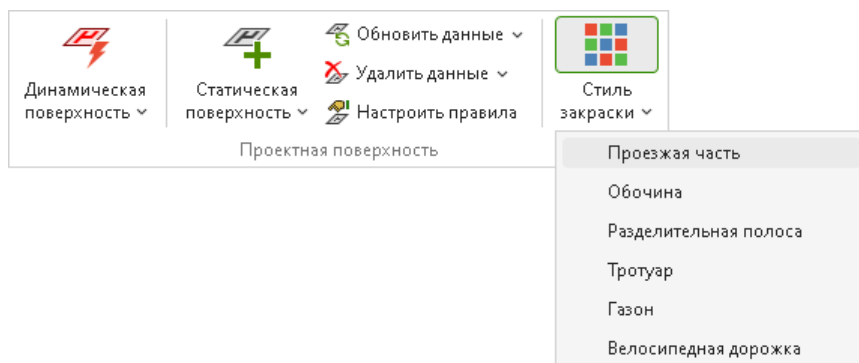 Динамическая
поверхность
Статическая
поверхность
Обновить данные
Удалить данные
Настроить правила
Стиль
закраски
Проектная поверхность
Проезжая часть
Обочина
Разделительная полоса
Тротуар
Газон
Велосипедная дорожка